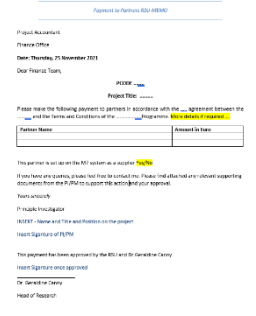 Payment to Partners RSU MEMO
Project Accountant
Finance Office
Date: Thursday, 25 November 2021
Dear Finance Team,
PCODE -
Project Title: -
Please make the following payment to partners in accordance with the agreement between the
and the Terms and Conditions of the Programme. More details if required
Partner Name
Amount in Euro
This partner is set up on the system as a supplier Yes/No
If you have any queries, please feel free to contact me. Please find attached any relevant supporting
documents from the PI/PM to support this action and your approval.
Yours sincerely
Principle Investigator
INSERT - Name and Title and Position on the project
Insert Signature of PI/PM
This payment has been approved by the RSU and Dr Geraldine Canny
Insert Signature once approved
Dr. Geraldine Canny
Head of Research